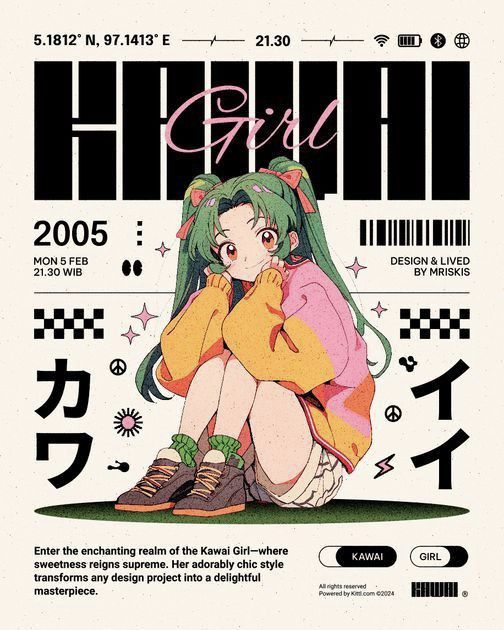 5.1812° N, 97.1413° E
21.30
KAWAI
Girl
2005
MON 5 FEB
21.30 WIB
DESIGN & LIVED
BY MRISKIS
カワ
イイ
Enter the enchanting realm of the Kawai Girl—where
sweetness reigns supreme. Her adorably chic style
transforms any design project into a delightful
masterpiece.
KAWAI
GIRL
All rights reserved
Powered by Kittl.com ©2024
KAWAI ®